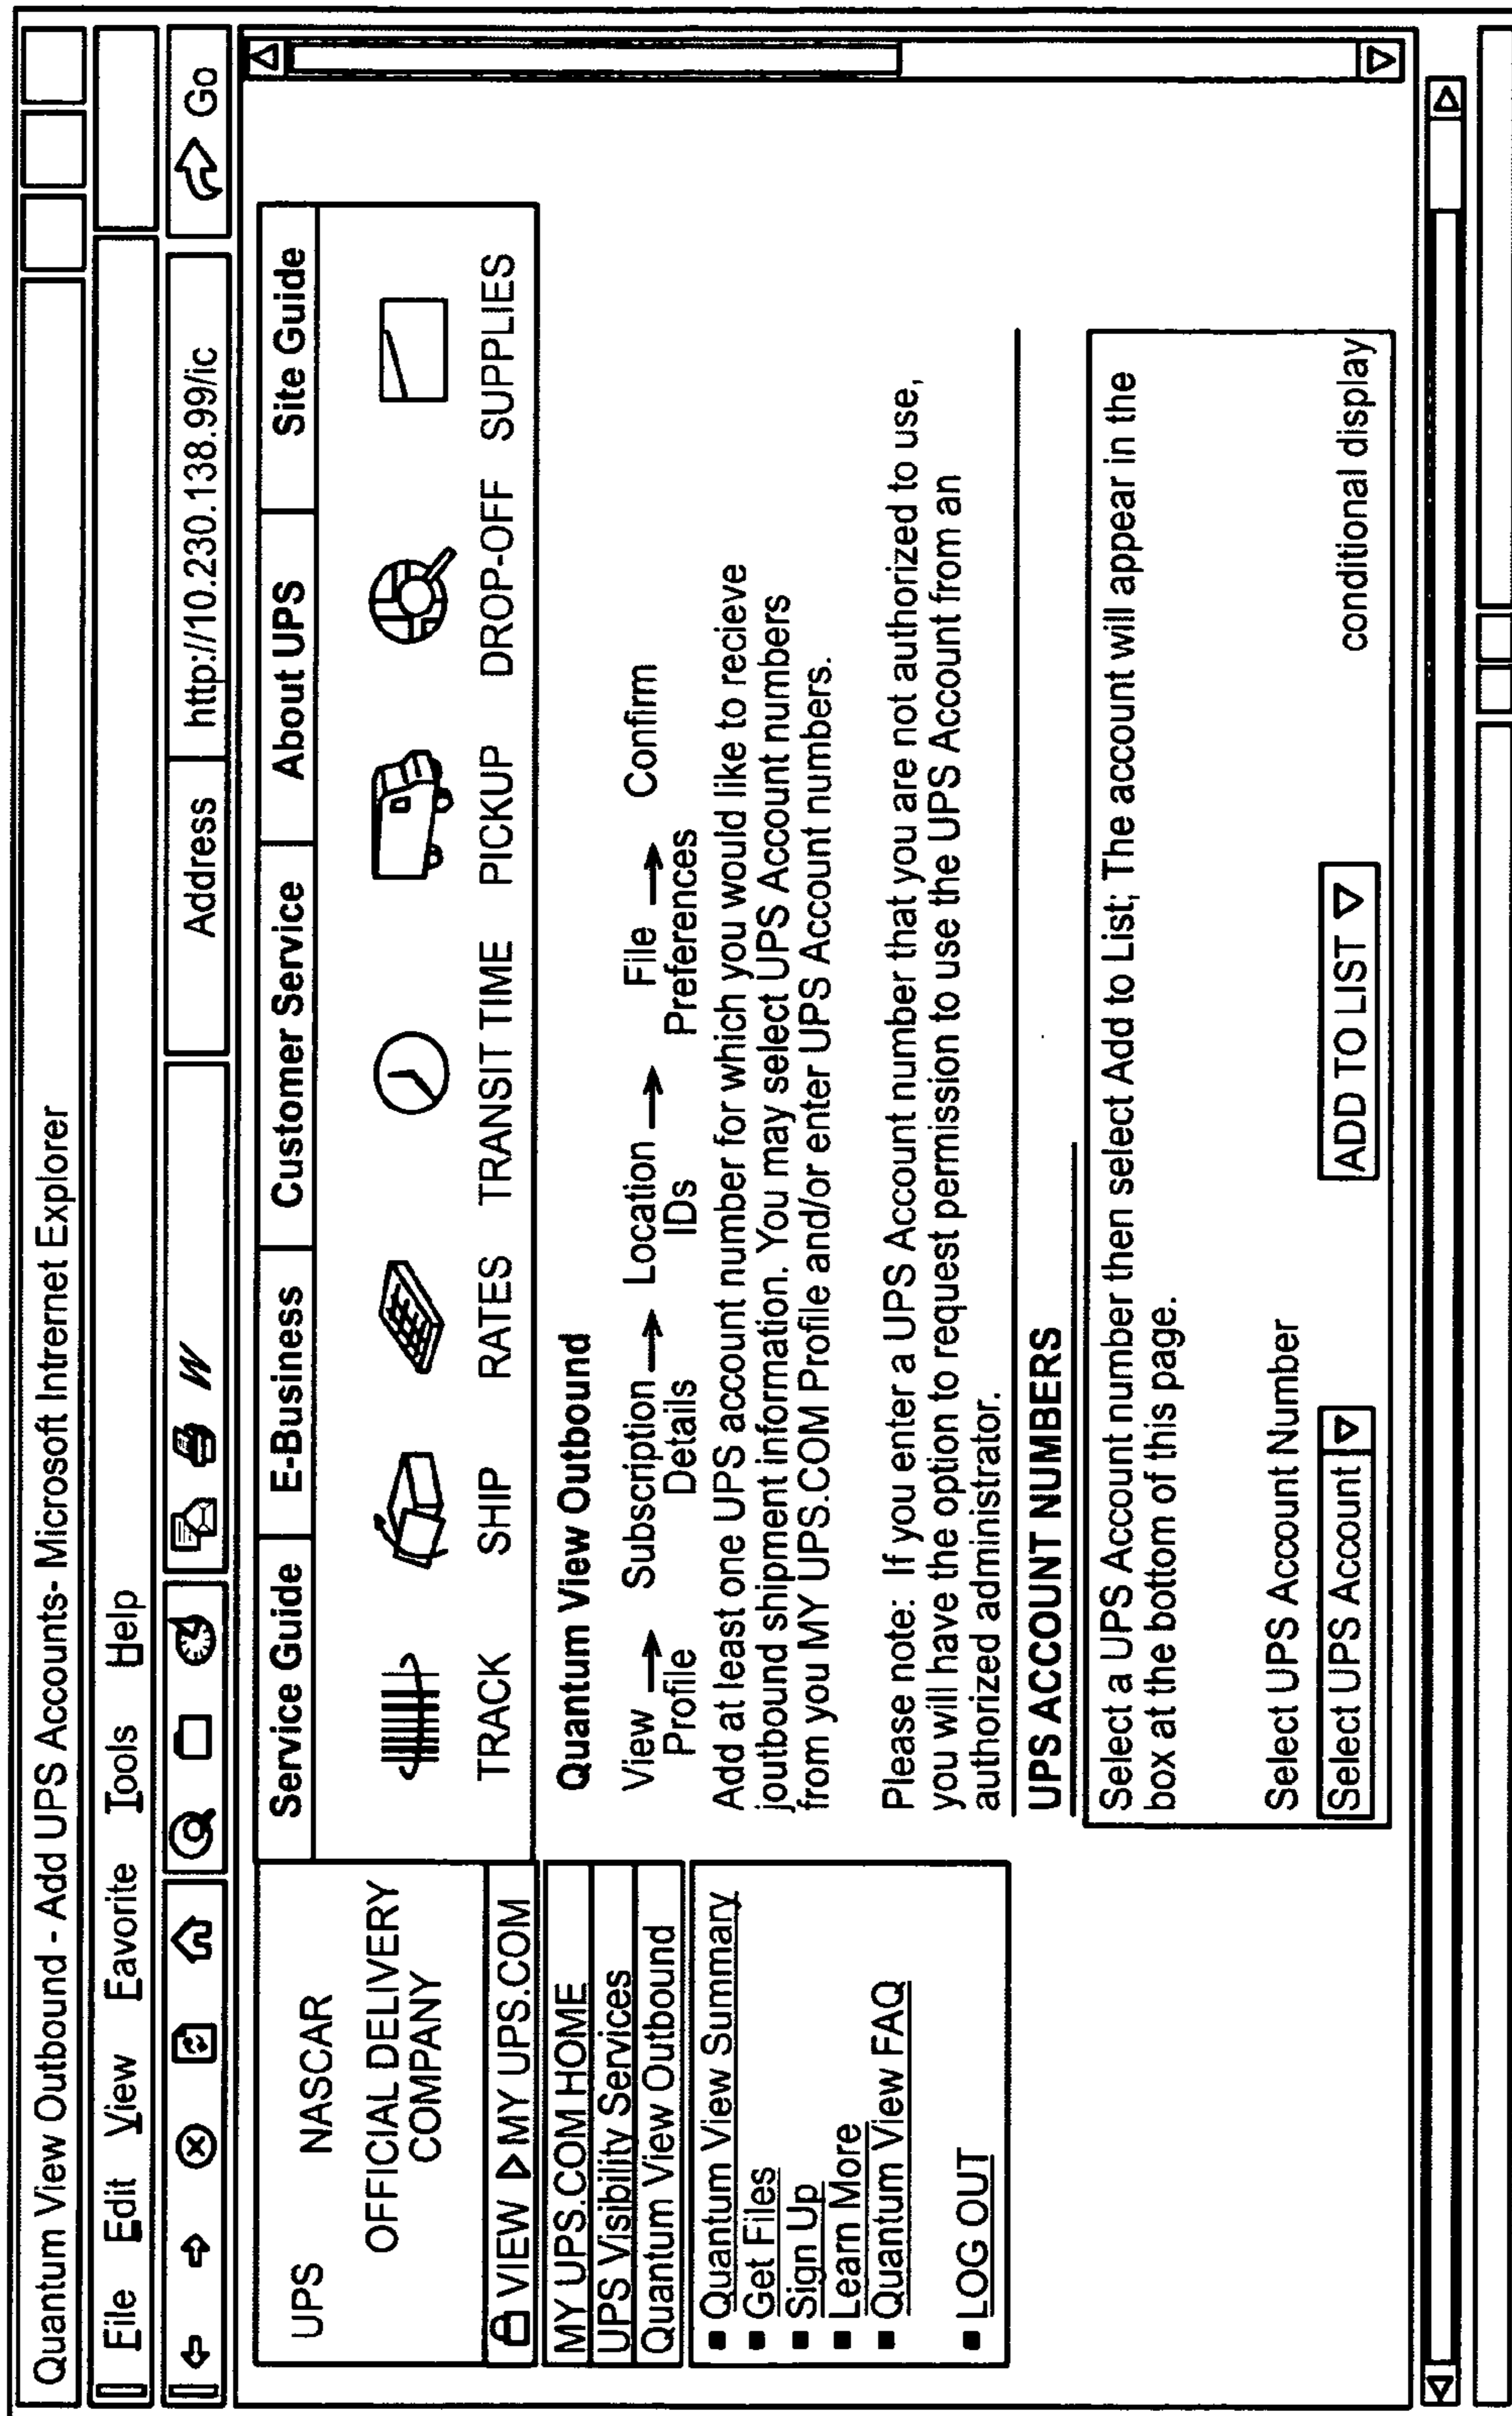 Quantum View Outbound - Add UPS Accounts- Microsoft Intrernet Explorer
File Edit View Favorite Tools Help
W
Address http://10.230.138.99/ic Go
UPS NASCAR
OFFICIAL DELIVERY
COMPANY
VIEW MY UPS.COM
MY UPS.COM HOME
UPS Visibility Services
Quantum View Outbound
Quantum View Summary
Get Files
Sign Up
Learn More
Quantum View FAQ
LOG OUT
Service Guide E-Business Customer Service About UPS Site Guide
TRACK SHIP RATES TRANSIT TIME PICKUP DROP-OFF SUPPLIES
Quantum View Outbound
View → Subscription → Location → File → Confirm
Profile Details IDs Preferences
Add at least one UPS account number for which you would like to recieve
joutbound shipment information. You may select UPS Account numbers
from you MY UPS.COM Profile and/or enter UPS Account numbers.
Please note: If you enter a UPS Account number that you are not authorized to use,
you will have the option to request permission to use the UPS Account from an
authorized administrator.
UPS ACCOUNT NUMBERS
Select a UPS Account number then select Add to List; The account will appear in the
box at the bottom of this page.
Select UPS Account Number
Select UPS Account ADD TO LIST conditional display